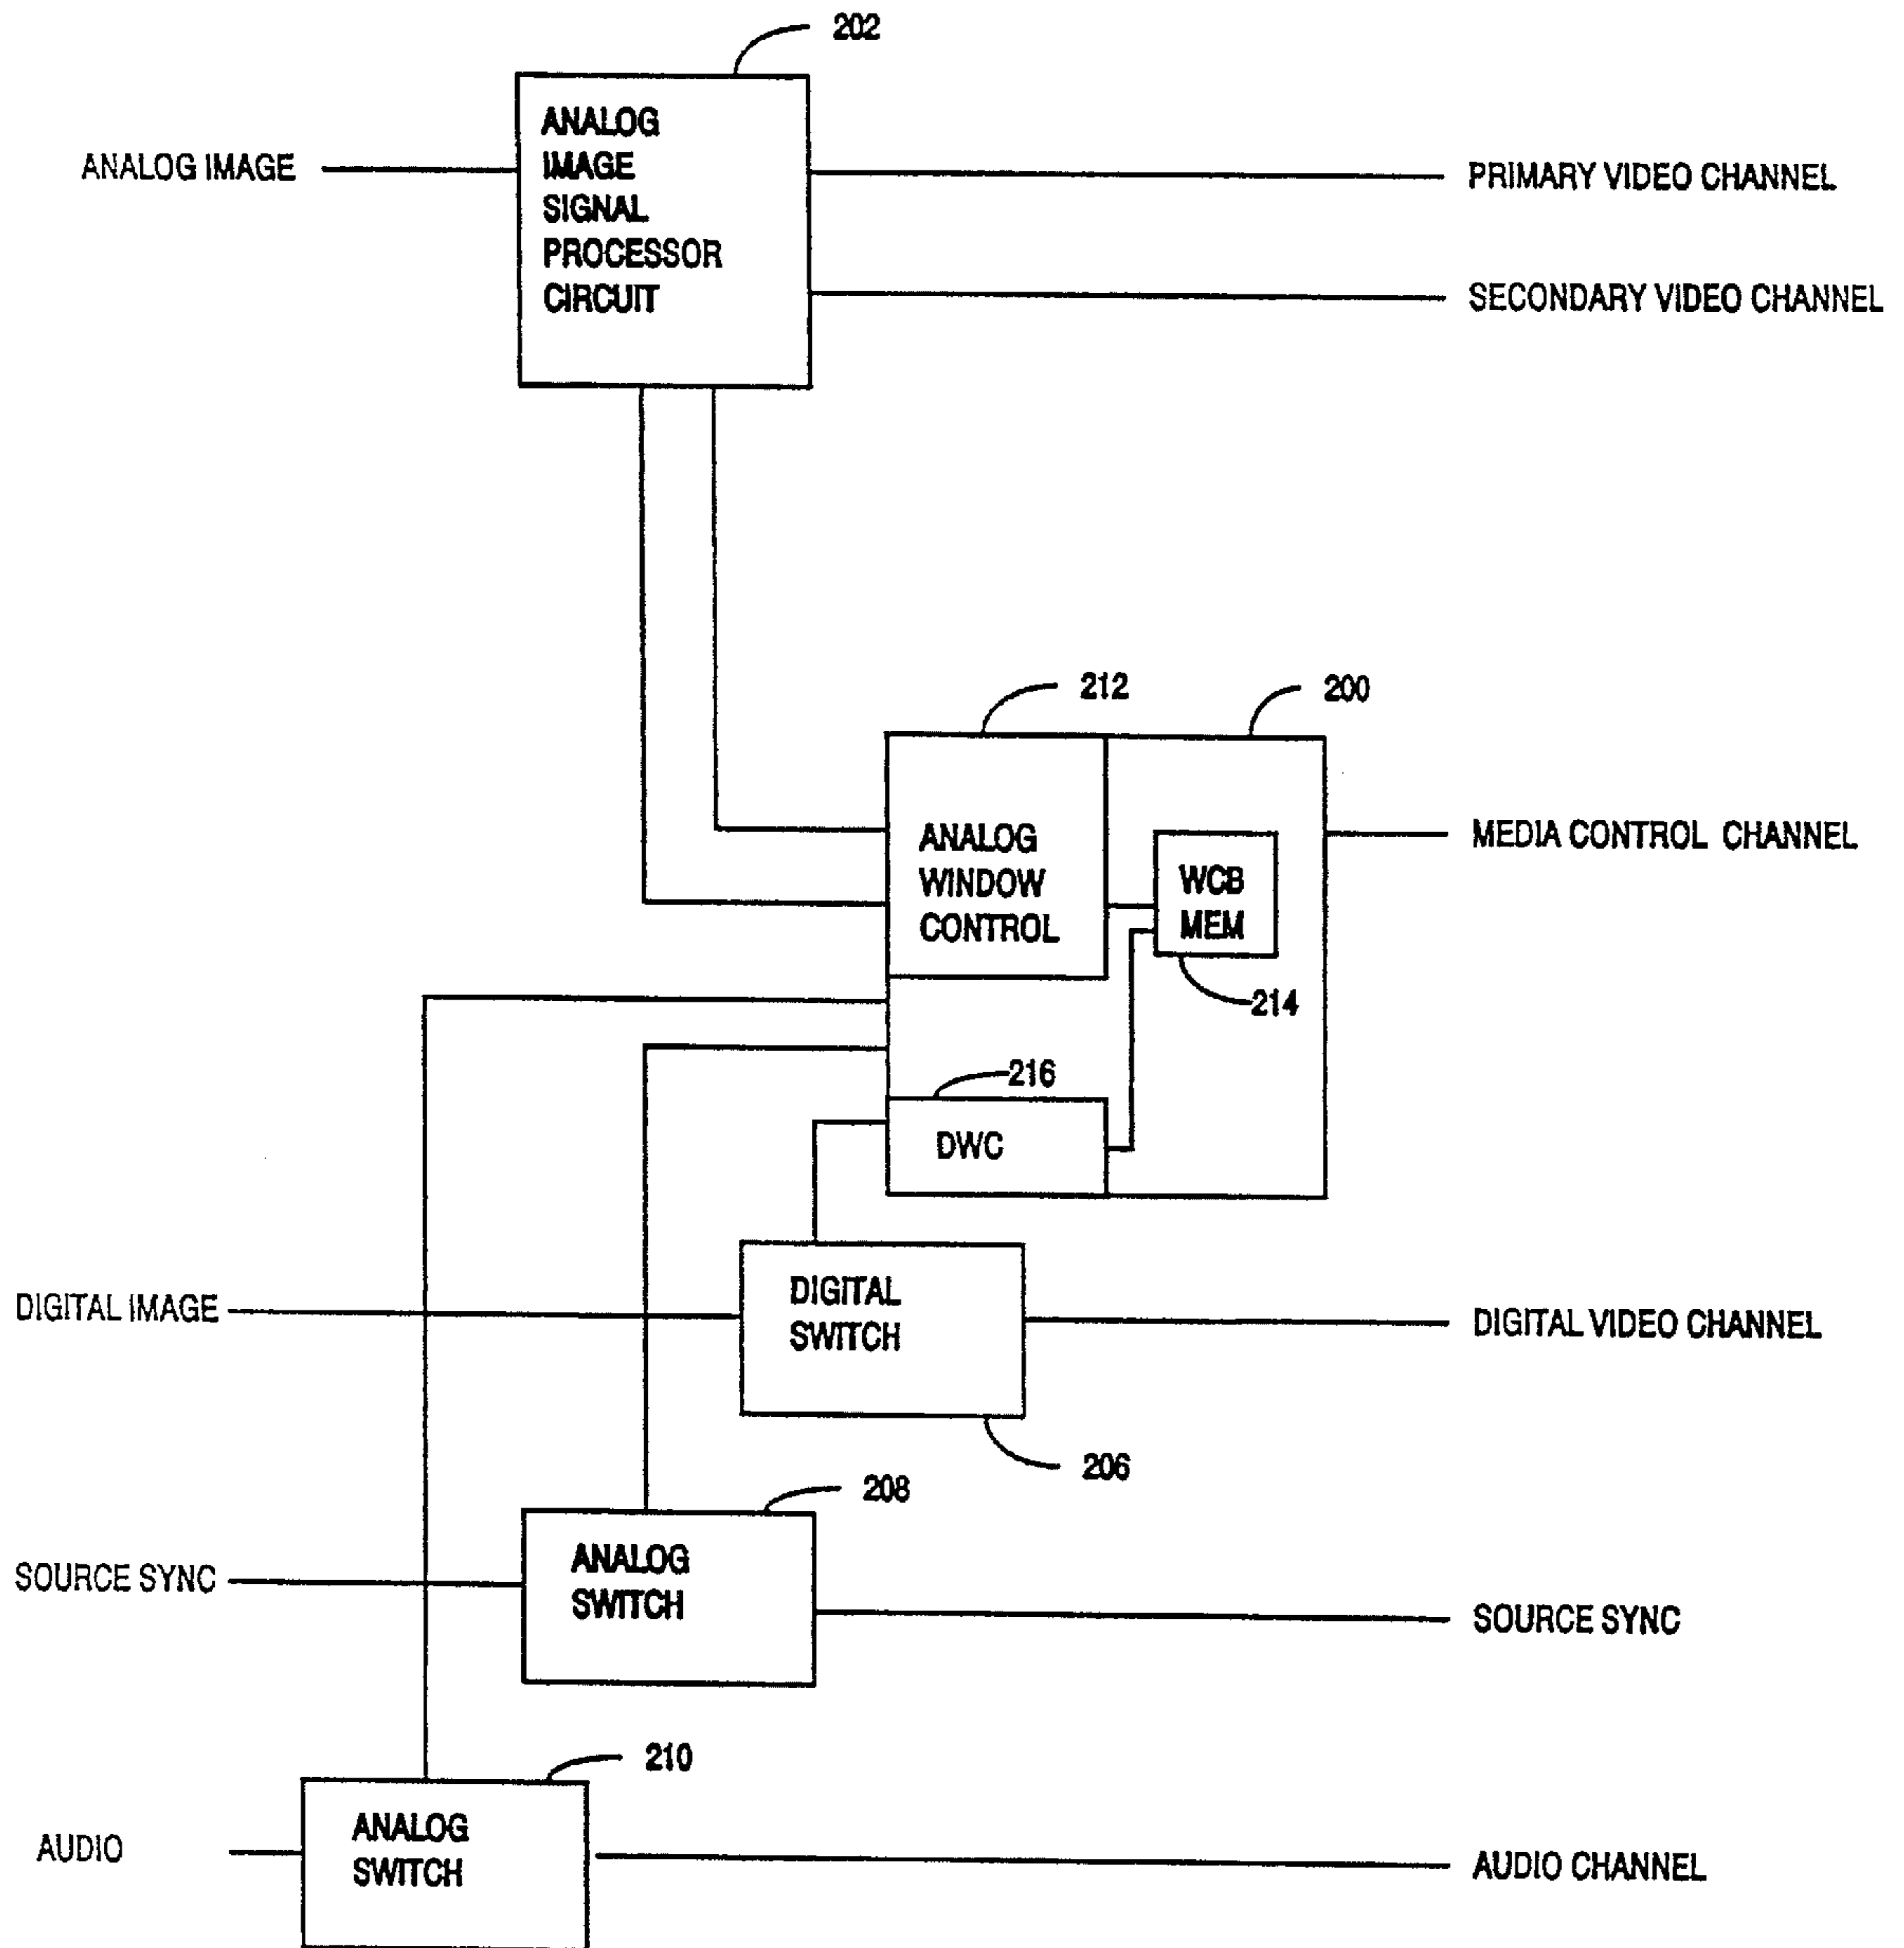 202
ANALOG
IMAGE
SIGNAL
PROCESSOR
CIRCUIT
ANALOG IMAGE
PRIMARY VIDEO CHANNEL
SECONDARY VIDEO CHANNEL
212
200
ANALOG
WINDOW
CONTROL
WCB
MEM
MEDIA CONTROL CHANNEL
214
216
DWC
DIGITAL IMAGE
DIGITAL
SWITCH
DIGITAL VIDEO CHANNEL
206
208
SOURCE SYNC
ANALOG
SWITCH
SOURCE SYNC
210
AUDIO
ANALOG
SWITCH
AUDIO CHANNEL